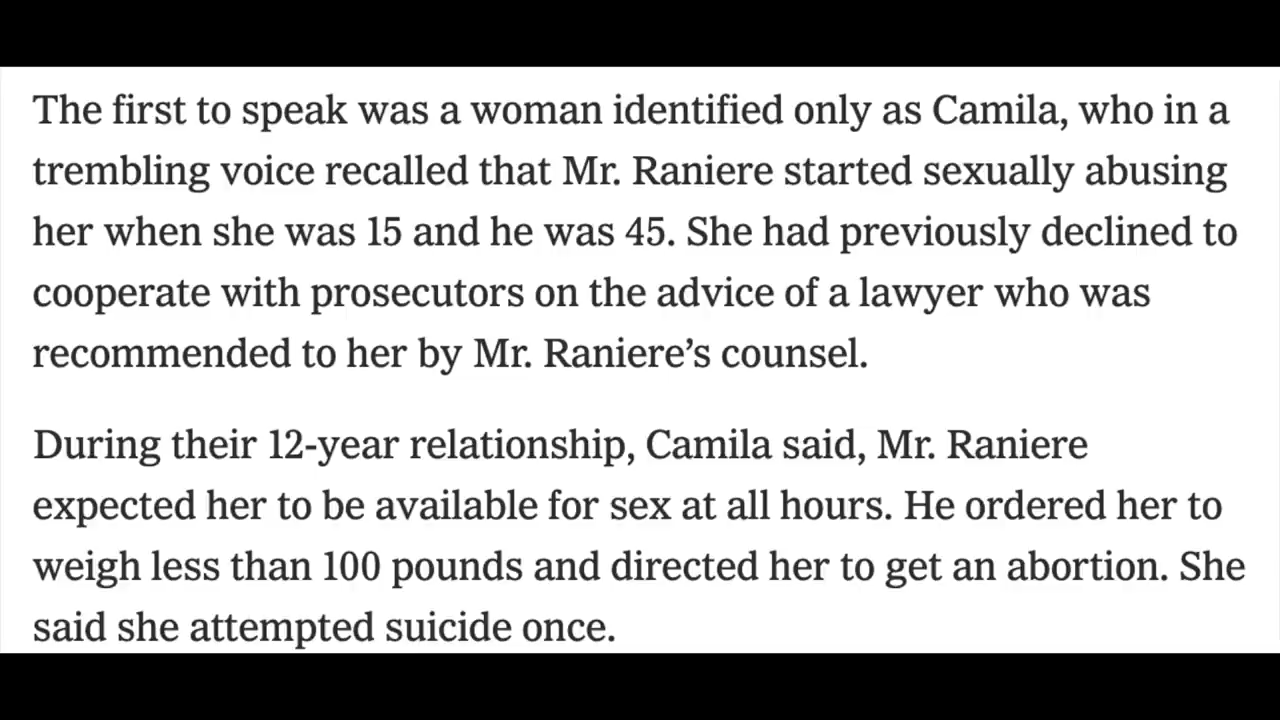 The first to speak was a woman identified only as Camila, who in a
trembling voice recalled that Mr. Raniere started sexually abusing
her when she was 15 and he was 45. She had previously declined to
cooperate with prosecutors on the advice of a lawyer who was
recommended to her by Mr. Raniere’s counsel.
During their 12-year relationship, Camila said, Mr. Raniere
expected her to be available for sex at all hours. He ordered her to
weigh less than 100 pounds and directed her to get an abortion. She
said she attempted suicide once.